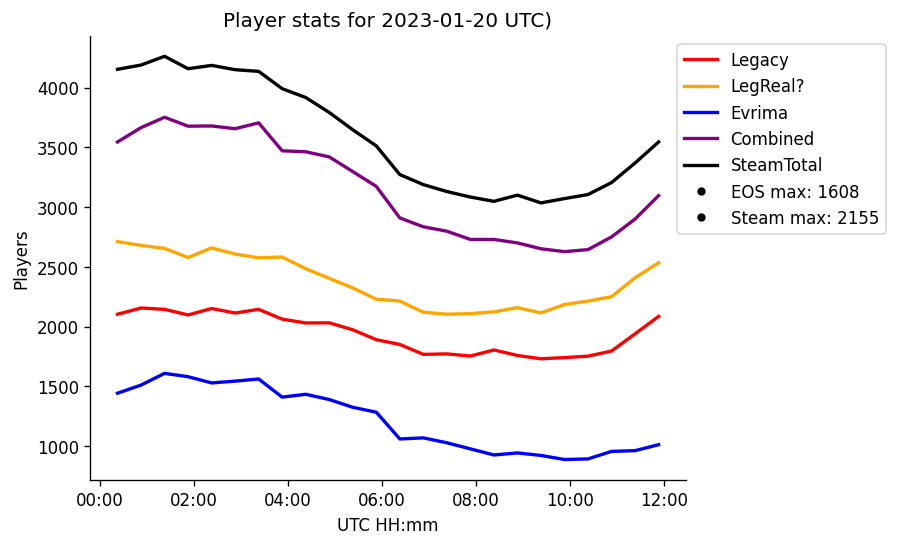 Player stats for 2023-01-20 UTC)
Players
4000
3500
3000
2500
2000
1500
1000
00:00 02:00 04:00 06:00 08:00 10:00 12:00
UTC HH:mm
Legacy
LegReal?
Evrima
Combined
SteamTotal
EOS max: 1608
Steam max: 2155